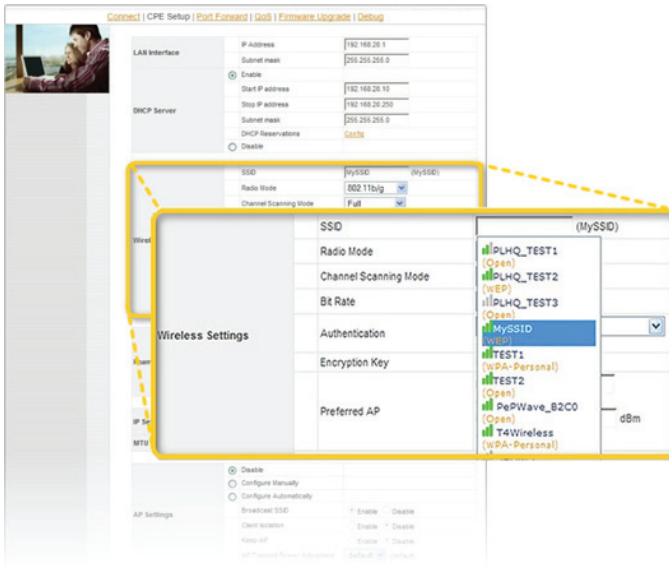 Connect | CPE Setup | Port Forward | QoS | Firmware Upgrade | Debug
LAN Interface
IP Address 192.168.20.1
Subnet mask 255.255.255.0
DHCP Server
Enable
Start IP address 192.168.20.10
Stop IP address 192.168.20.250
Subnet mask 255.255.255.0
DHCP Reservations Config
Disable
SSID MySSID (MySSID)
Radio Mode 802.11b/g
Channel Scanning Mode Full
Wireless Settings
SSID (MySSID)
Radio Mode
Channel Scanning Mode
Bit Rate
Authentication
Encryption Key
Preferred AP
dBm
PLHQ_TEST1
(Open)
PLHQ_TEST2
(WEP)
PLHQ_TEST3
(Open)
MySSID
(WEP)
TEST1
(WPA-Personal)
TEST2
(Open)
PePWave_B2C0
(Open)
T4Wireless
(WPA-Personal)
MTU
AP Settings
Disable
Configure Manually
Configure Automatically
Broadcast SSID Enable Disable
Client Isolation Enable Disable
Keep AP Enable Disable